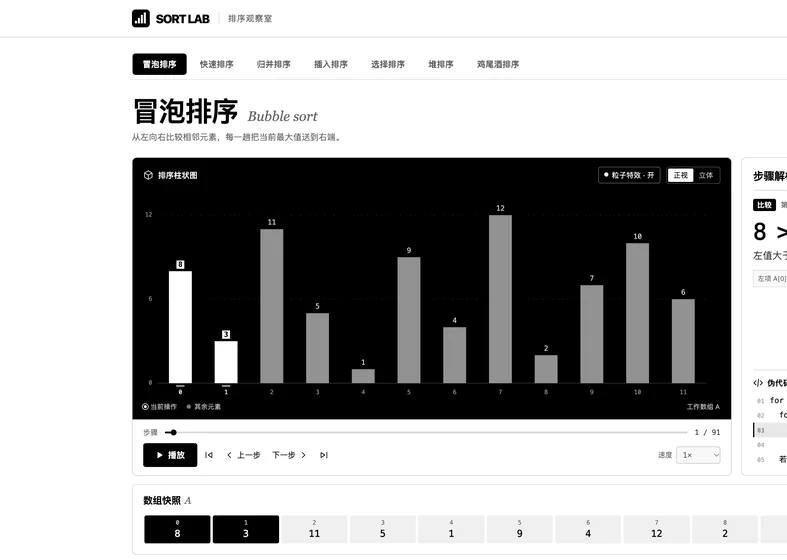 SORT LAB 排序观察室
冒泡排序 快速排序 归并排序 插入排序 选择排序 堆排序 鸡尾酒排序
冒泡排序 Bubble sort
从左向右比较相邻元素，每一趟把当前最大值送到右端。
排序柱状图
粒子特效 · 开
正视 立体
12
6
0
8 3 11 5 1 9 4 12 2 7 10 6
0 1 2 3 4 5 6 7 8 9 10 11
当前操作 其余元素
工作数组 A
步骤 1 / 91
播放 上一步 下一步
速度 1×
数组快照 A
0 1 2 3 4 5 6 7 8
8 3 11 5 1 9 4 12 2
步骤解
比较 第
8 >
左值大于
左项 A[0]
</> 伪代码
01 for
02 fo
03
04
05 若